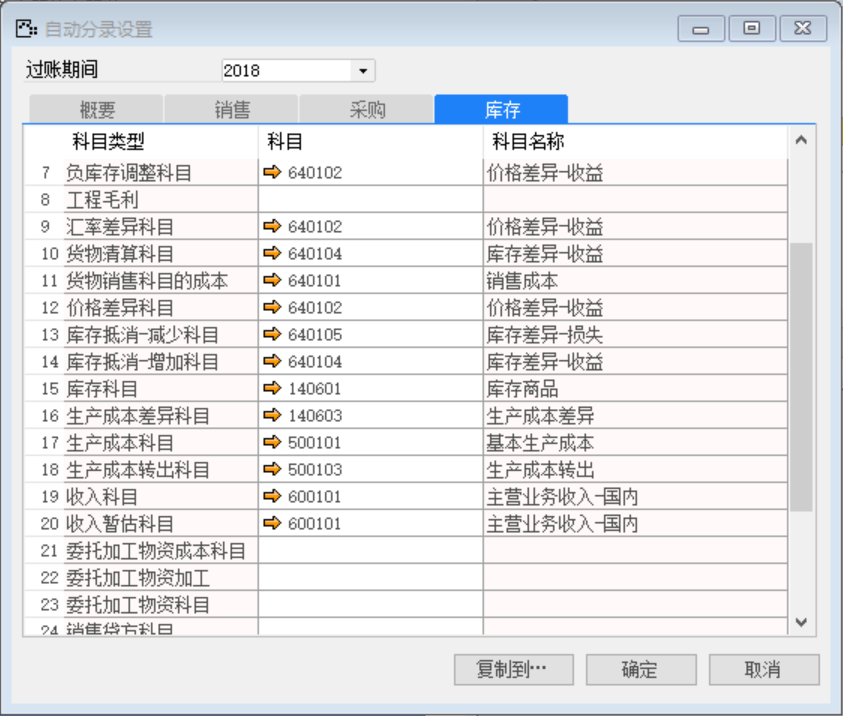 自动分录设置
过账期间 2018
概要 销售 采购 库存
科目类型 科目 科目名称
7 负库存调整科目 640102 价格差异-收益
8 工程毛利
9 汇率差异科目 640102 价格差异-收益
10 货物清算科目 640104 库存差异-收益
11 货物销售科目的成本 640101 销售成本
12 价格差异科目 640102 价格差异-收益
13 库存抵消-减少科目 640105 库存差异-损失
14 库存抵消-增加科目 640104 库存差异-收益
15 库存科目 140601 库存商品
16 生产成本差异科目 140603 生产成本差异
17 生产成本科目 500101 基本生产成本
18 生产成本转出科目 500103 生产成本转出
19 收入科目 600101 主营业务收入-国内
20 收入暂估科目 600101 主营业务收入-国内
21 委托加工物资成本科目
22 委托加工物资加工
23 委托加工物资科目
24 销售贷方科目
复制到… 确定 取消